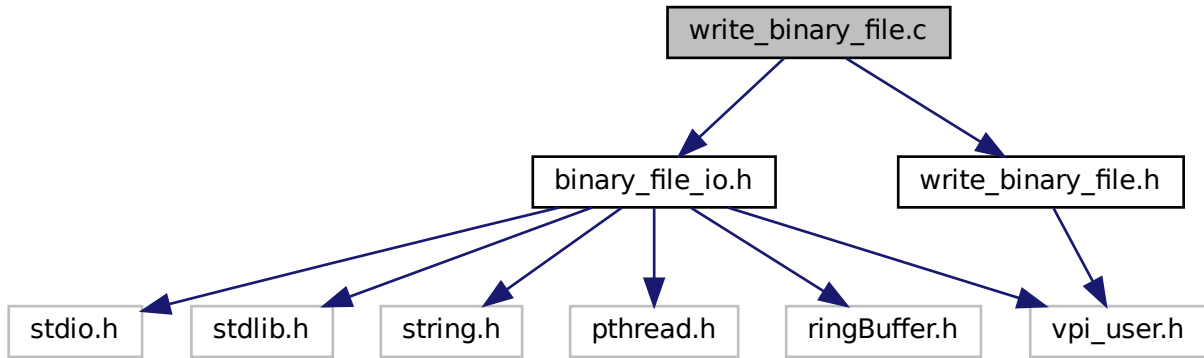 write_binary_file.c
binary_file_io.h
write_binary_file.h
stdio.h
stdlib.h
string.h
pthread.h
ringBuffer.h
vpi_user.h